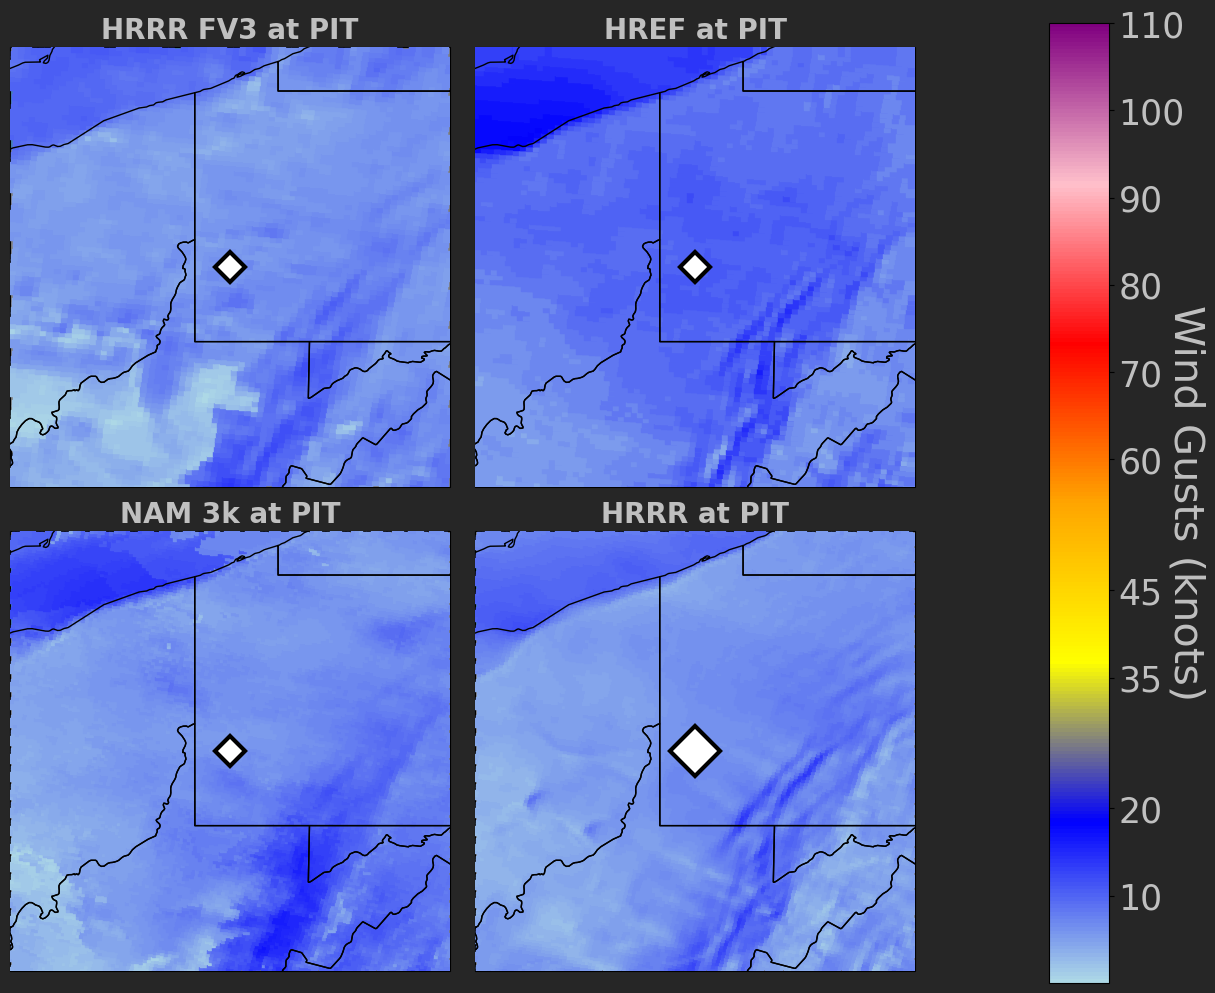 HRRR FV3 at PIT
HREF at PIT
NAM 3k at PIT
HRRR at PIT
110
100
90
80
70
60
45
35
20
10
Wind Gusts (knots)